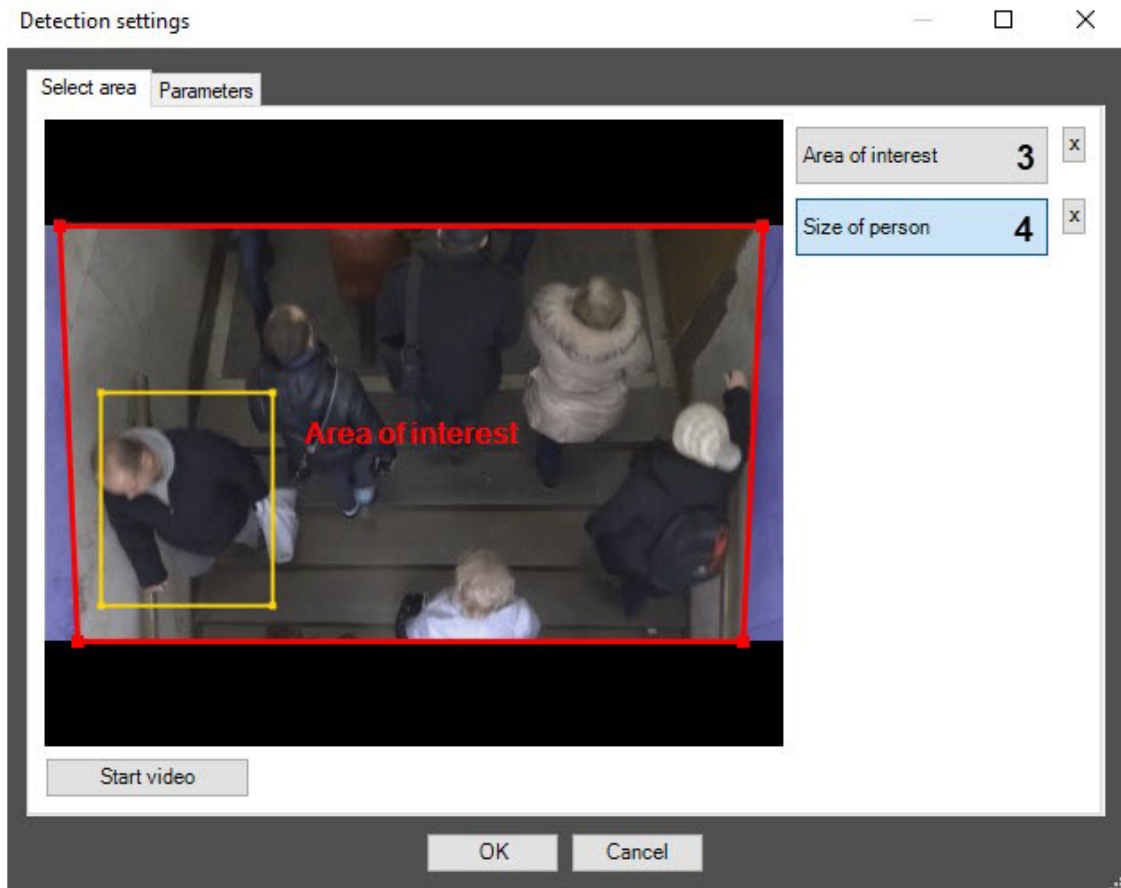 Detection settings
Select area
Parameters
Area of interest 3
x
Size of person 4
x
Area of interest
Start video
OK
Cancel